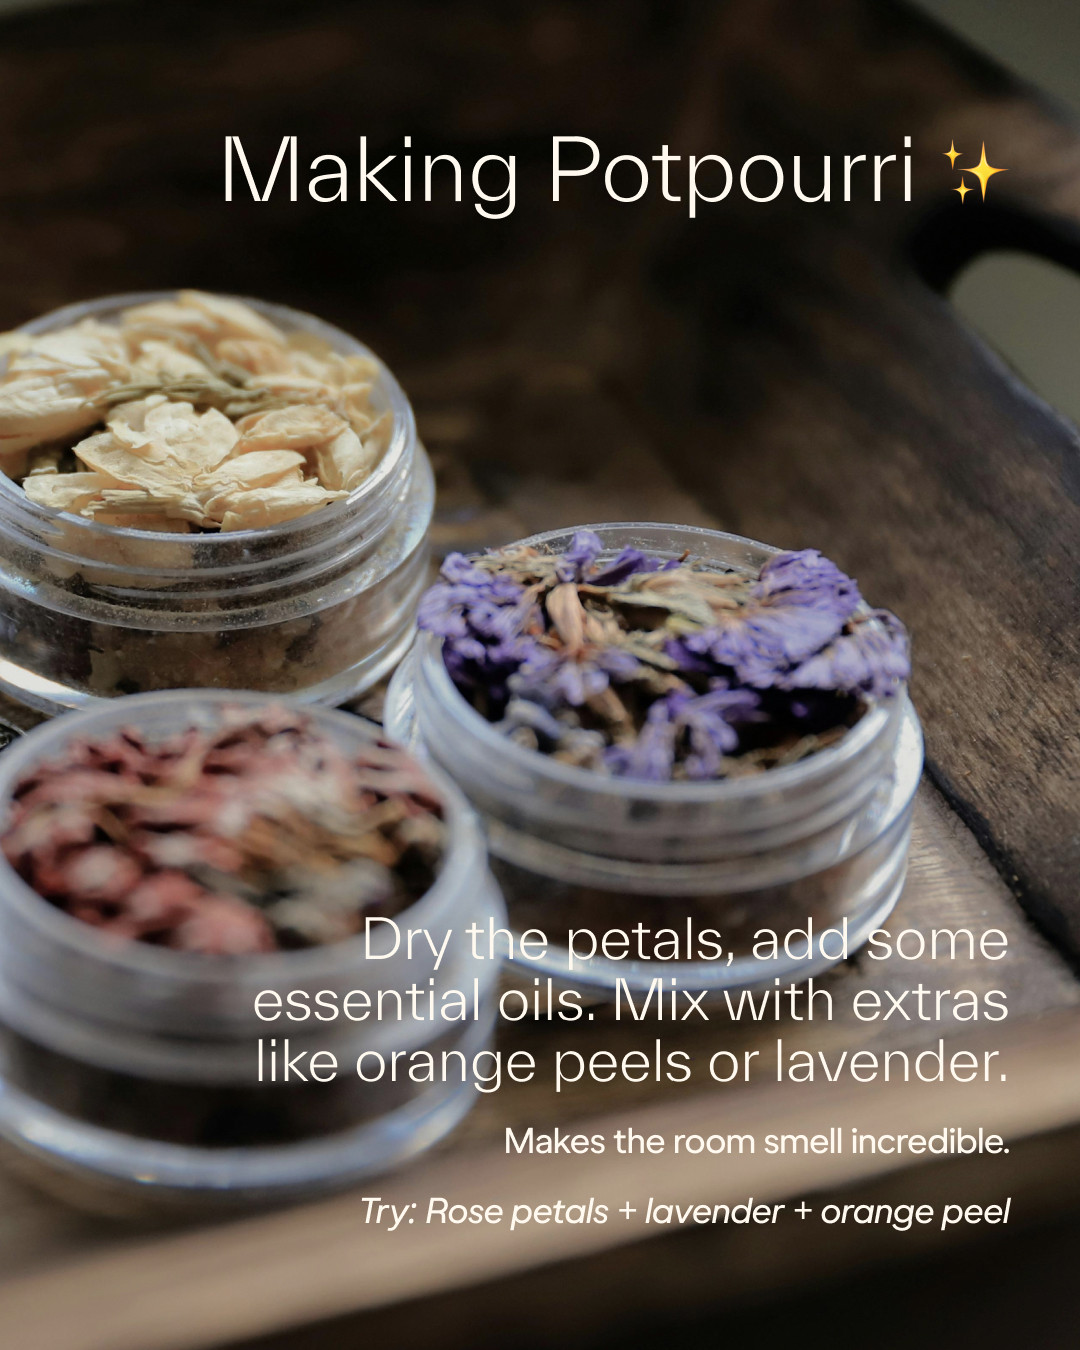 Making Potpourri ✨
Dry the petals, add some
essential oils. Mix with extras
like orange peels or lavender.
Makes the room smell incredible.
Try: Rose petals + lavender + orange peel